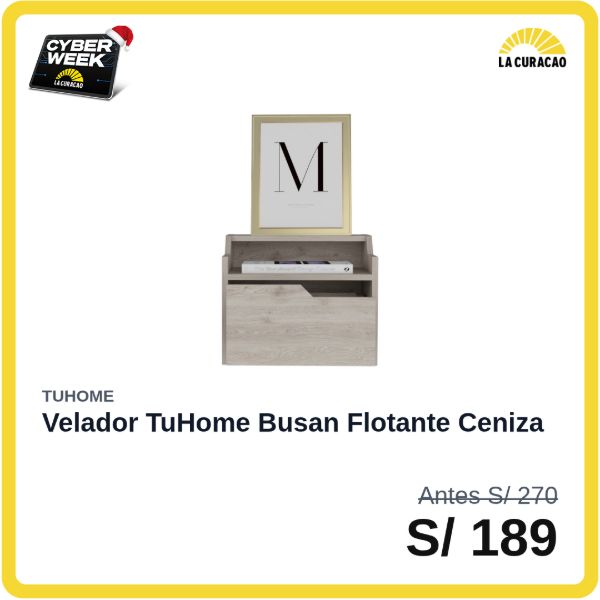 CYBER
WEEK
LA CURACAO
LA CURACAO
M
TUHOME
Velador TuHome Busan Flotante Ceniza
Antes S/ 270
S/ 189